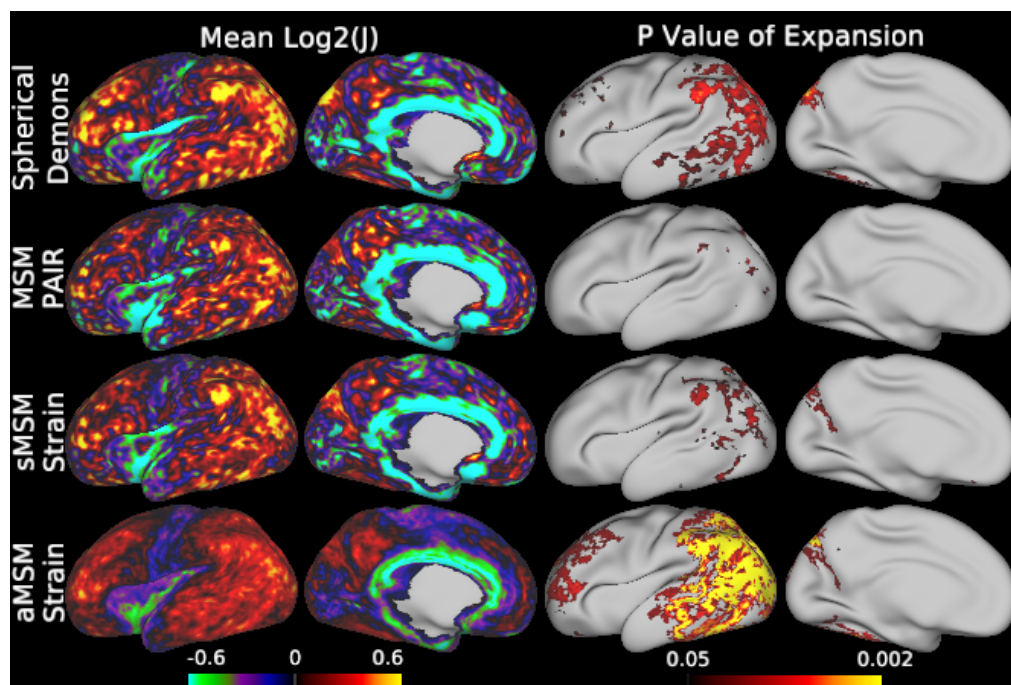 Mean Log2(J)
P Value of Expansion
Spherical
Demons
MSM
PAIR
sMSM
Strain
aMSM
Strain
-0.6 0 0.6
0.05 0.002